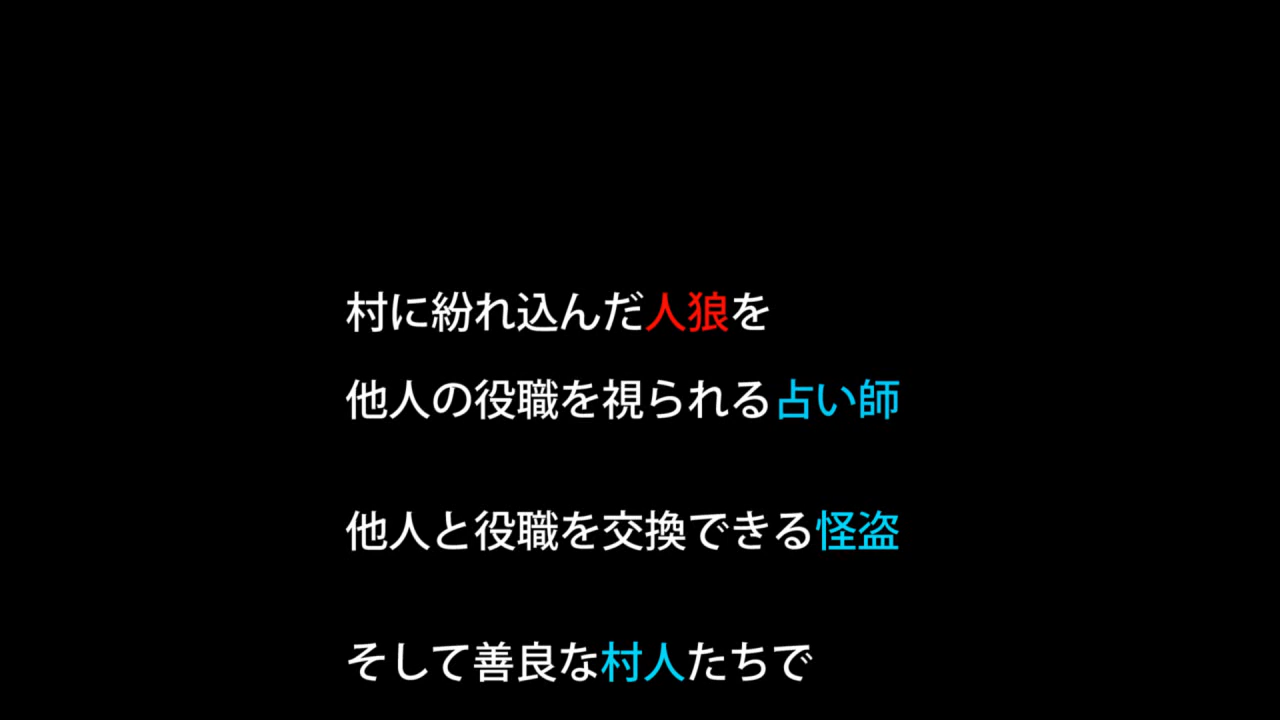 村に紛れ込んだ人狼を
他人の役職を視られる占い師
他人と役職を交換できる怪盗
そして善良な村人たちで